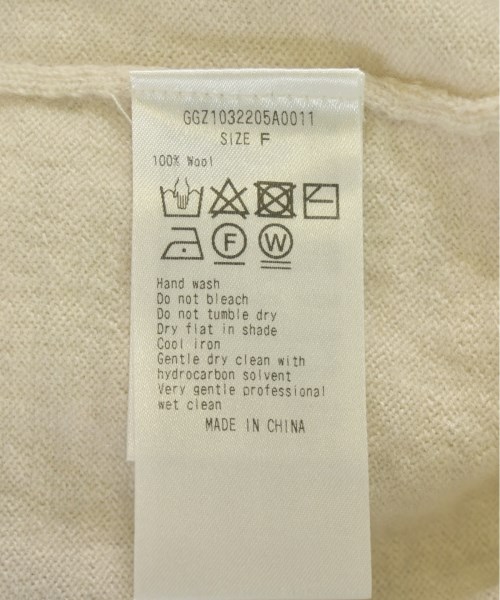 GGZ1032205A0011
SIZE F
100% Wool
F W
Hand wash
Do not bleach
Do not tumble dry
Dry flat in shade
Cool iron
Gentle dry clean with
hydrocarbon solvent
Very gentle professional
wet clean
MADE IN CHINA